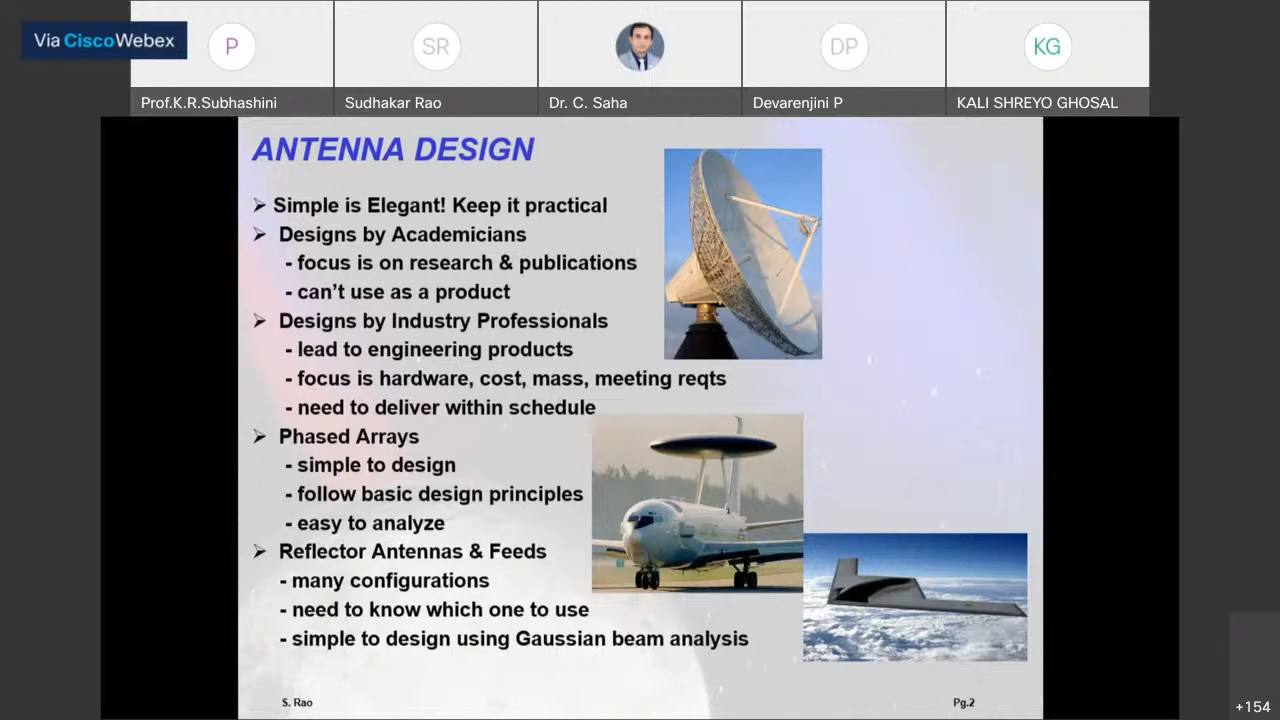 Via CiscoWebex
P
SR
DP
KG
Prof.K.R.Subhashini
Sudhakar Rao
Dr. C. Saha
Devarenjini P
KALI SHREYO GHOSAL
ANTENNA DESIGN
➢ Simple is Elegant! Keep it practical
➢ Designs by Academicians
- focus is on research & publications
- can't use as a product
➢ Designs by Industry Professionals
- lead to engineering products
- focus is hardware, cost, mass, meeting reqts
- need to deliver within schedule
➢ Phased Arrays
- simple to design
- follow basic design principles
- easy to analyze
➢ Reflector Antennas & Feeds
- many configurations
- need to know which one to use
- simple to design using Gaussian beam analysis
S. Rao
Pg.2
+154